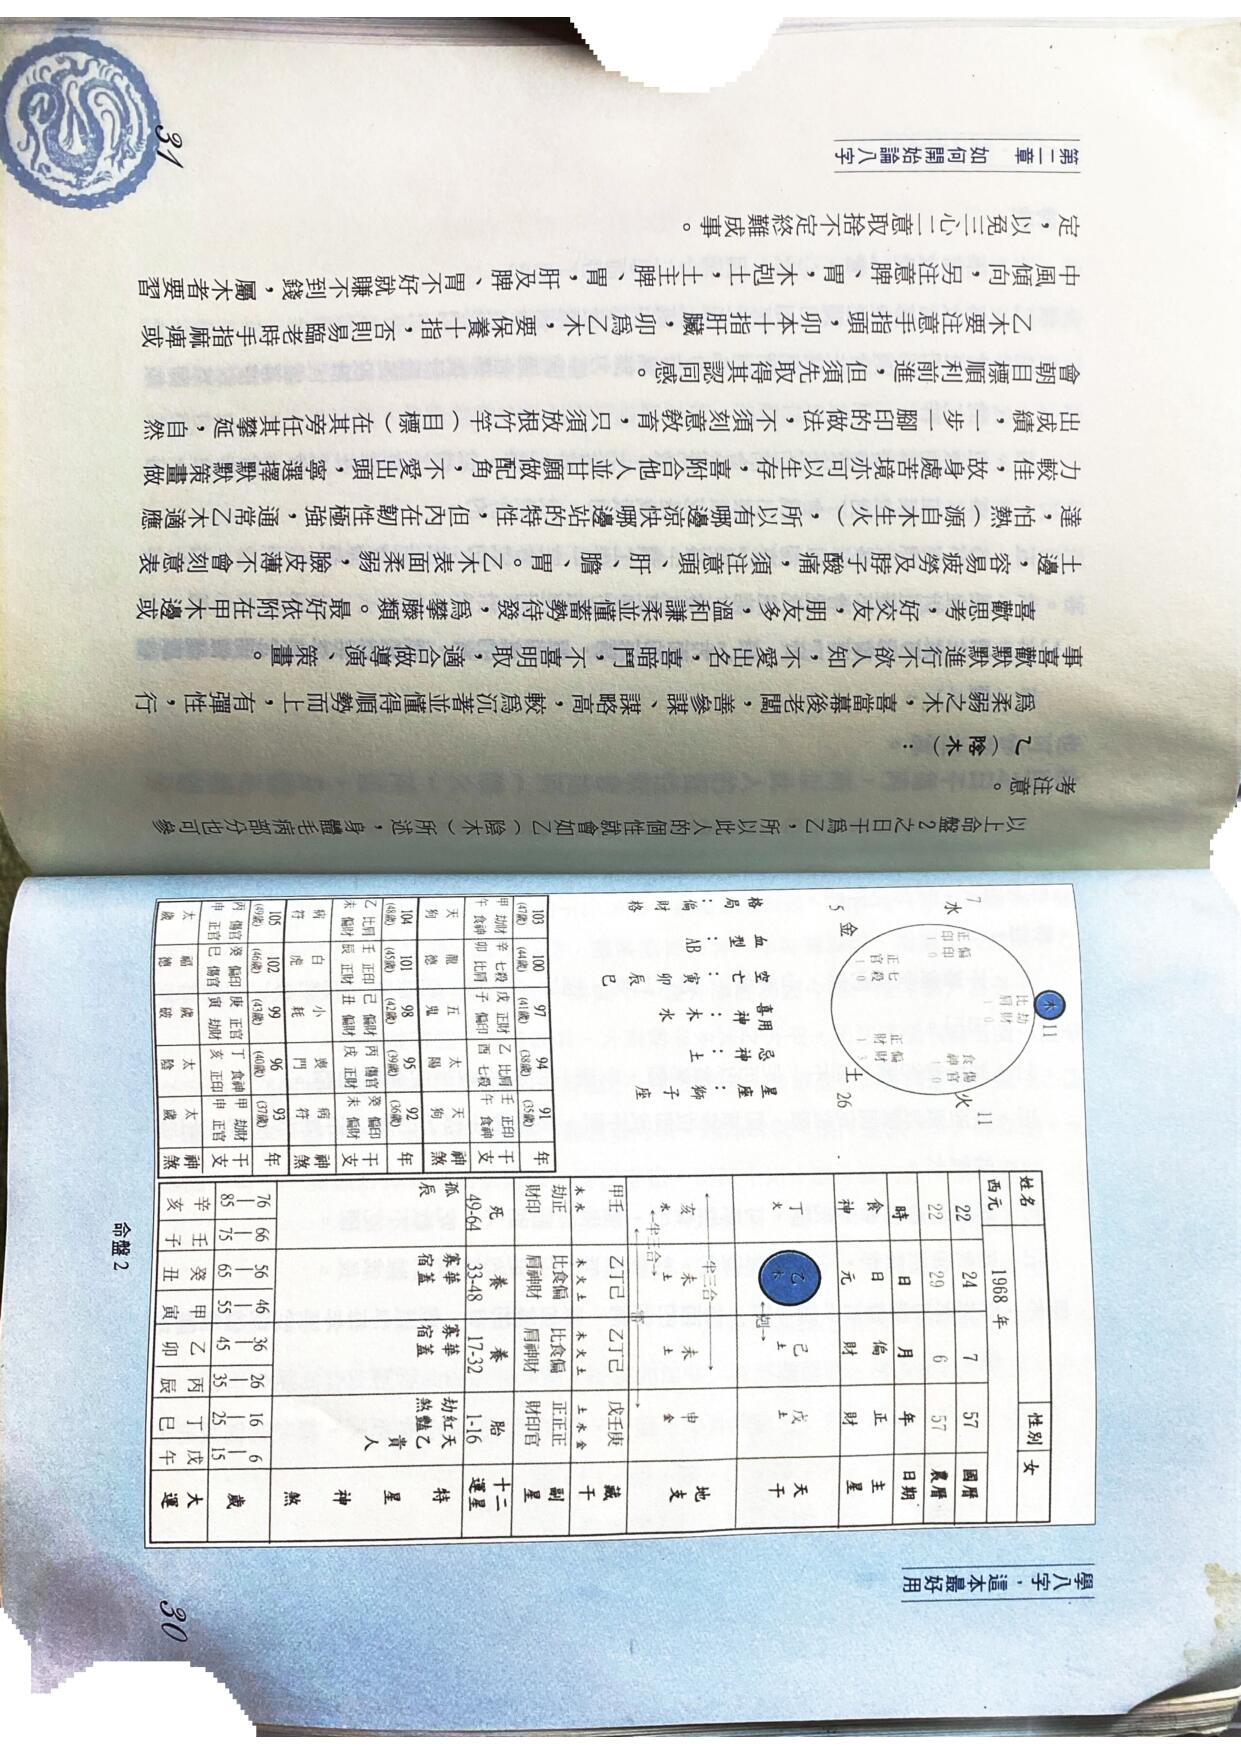 學八字，這本最好用
姓名 性別 女
西元 1968 年
22 24 7 57 國曆
22 29 6 57 農曆
時 日 月 年 日期
食神 日元 偏財 正財 主星
丁火 乙木 己土 戊土 天干
剋
半三合
亥水 未土 未土 申金 地支
半三合
害
甲壬 乙丁己 乙丁己 戊壬庚 藏干
木水 木火土 木火土 土水金
劫財正印 比肩食神偏財 比肩食神偏財 正財正印正官 副星
死 養 養 胎 十二運星
49-64 33-48 17-32 1-16
孤辰 寡宿華蓋 寡宿華蓋 劫煞紅豔天乙貴人 特星神煞
76–85 66–75 56–65 46–55 36–45 26–35 16–25 6–15 歲
辛亥 壬子 癸丑 甲寅 乙卯 丙辰 丁巳 戊午 大運
木 11
比肩1 劫財0
11 火
食神1 傷官0
土 26
正財1 偏財3
金 5
正官1 七殺0
7 水
正印1 偏印0
星座：獅子座
忌神：土
喜用神：木水
空亡：寅卯辰巳
血型：AB
格局：偏財格
103 100 97 94 91 年
(47歲) (44歲) (41歲) (38歲) (35歲)
甲 劫財 辛 七殺 戊 正財 乙 比肩 壬 正印 干支
午 食神 卯 比肩 子 偏印 酉 七殺 午 食神
天狗 龍德 五鬼 太陽 天狗 神煞
104 101 98 95 92 年
(48歲) (45歲) (42歲) (39歲) (36歲)
乙 比肩 壬 正印 己 偏財 丙 傷官 癸 偏印 干支
未 偏財 辰 正財 丑 偏財 戌 正財 未 偏財
病符 白虎 小耗 喪門 病符 神煞
105 102 99 96 93 年
(49歲) (46歲) (43歲) (40歲) (37歲)
丙 傷官 癸 偏印 庚 正官 丁 食神 甲 劫財 干支
申 正官 巳 傷官 寅 劫財 亥 正印 申 正官
太歲 福德 歲破 太陰 太歲 神煞
命盤 2
30
以上命盤２之日干爲乙，所以此人的個性就會如乙（陰木）所述，身體毛病部分也可參
考注意。
乙（陰木）：
爲柔弱之木，喜當幕後老闆，善參謀、謀略高，較爲沉著並懂得順勢而上，有彈性，行
事喜歡默默進行不欲人知，不愛出名，喜暗鬥，不喜明取，適合做導演、策畫。
喜歡思考，好交友，朋友多，溫和謙柔並懂蓄勢待發，爲攀藤類。最好依附在甲木邊或
土邊，容易疲勞及脖子酸痛，須注意頭、肝、膽、胃。乙木表面柔弱，臉皮薄不會刻意表
達，怕熱（源自木生火），所以有哪邊涼快哪邊站的特性，但內在韌性極強，通常乙木適應
力較佳，故身處苦境亦可以生存，喜附合他人並甘願做配角，不愛出頭，寧選擇默默策畫做
出成績，一步一腳印的做法，不須刻意教育，只須放根竹竿（目標）在其旁任其攀延，自然
會朝目標順利前進，但須先取得其認同感。
乙木要注意手指頭，卯本十指肝臟，卯爲乙木，要保養十指，否則易臨老時手指麻痺或
中風傾向，另注意脾、胃，木剋土，土主脾、胃，肝及脾、胃不好就賺不到錢，屬木者要習
定，以免三心二意取捨不定終難成事。
第二章 如何開始論八字
31